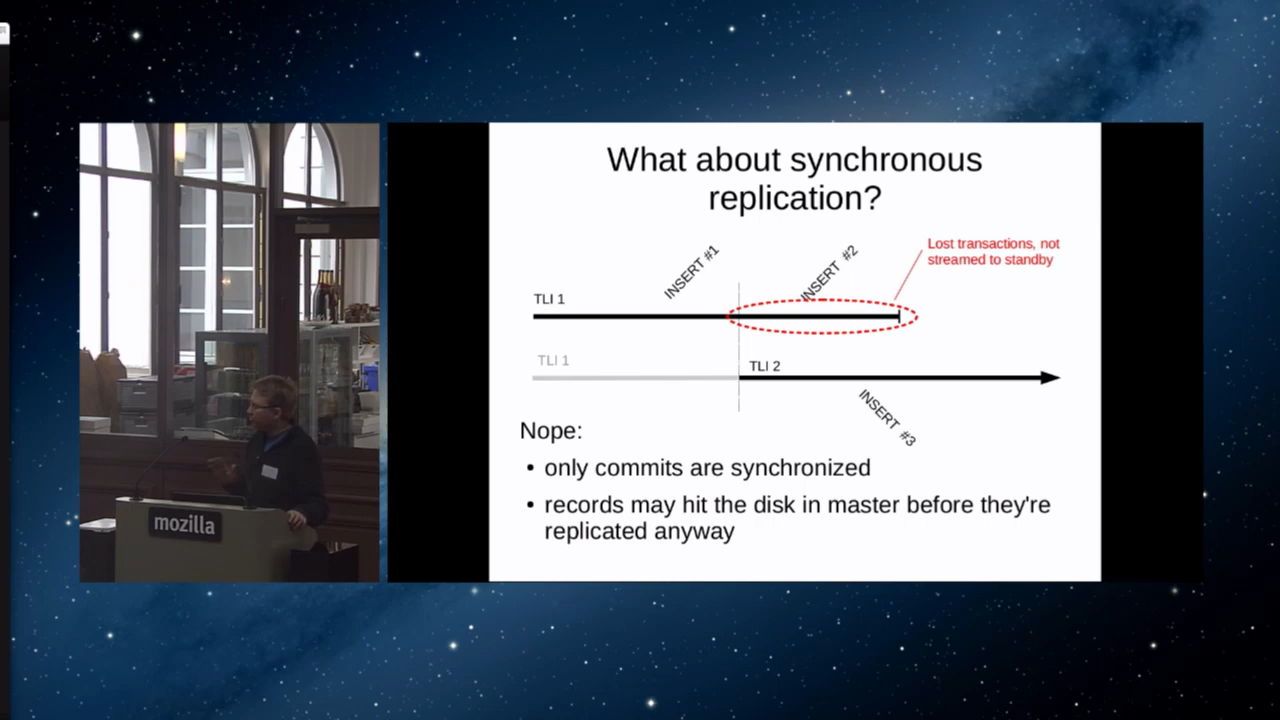 What about synchronous
replication?
INSERT #1
INSERT #2
Lost transactions, not
streamed to standby
TLI 1
TLI 1
TLI 2
INSERT #3
Nope:
• only commits are synchronized
• records may hit the disk in master before they're
replicated anyway
mozilla